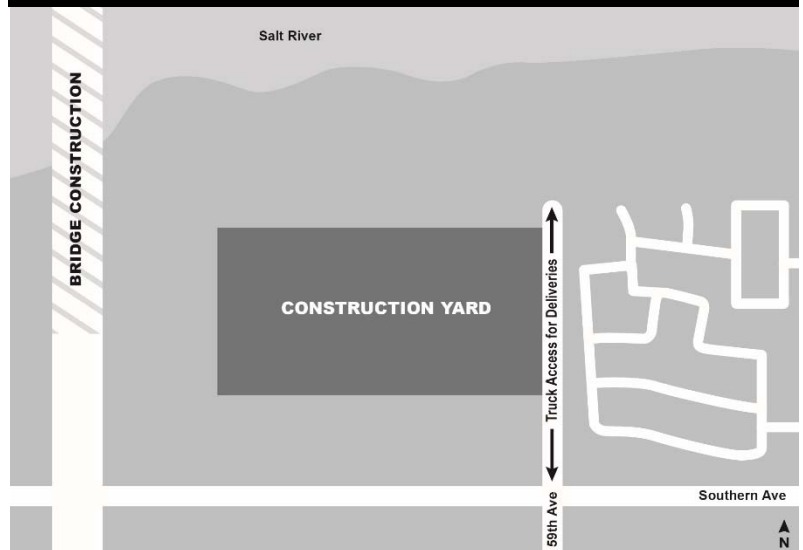 Salt River
BRIDGE CONSTRUCTION
CONSTRUCTION YARD
Truck Access for Deliveries
Southern Ave
59th Ave
N